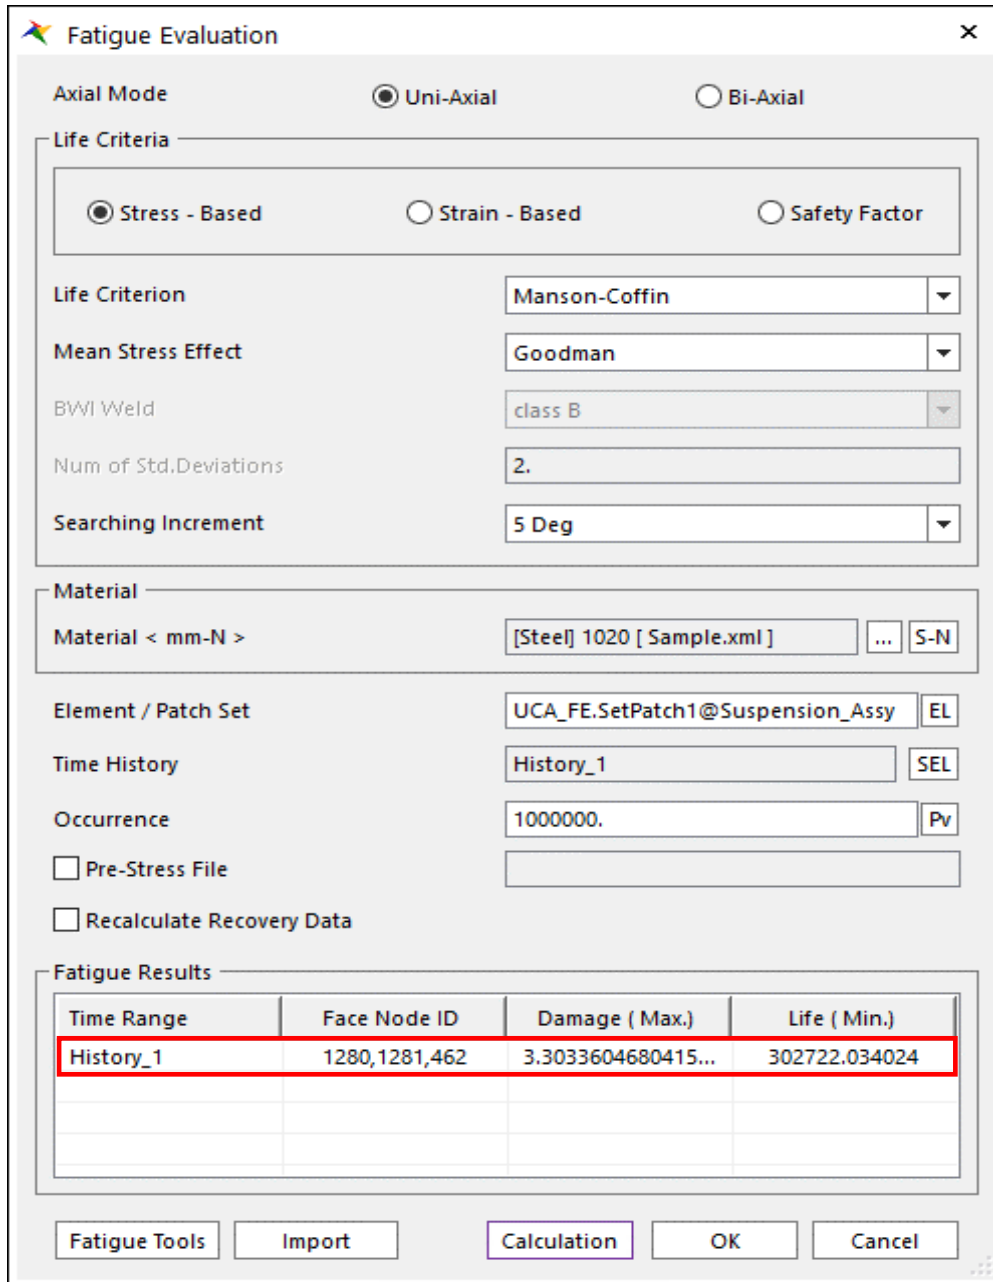 Fatigue Evaluation
Axial Mode Uni-Axial Bi-Axial
Life Criteria
Stress - Based Strain - Based Safety Factor
Life Criterion Manson-Coffin
Mean Stress Effect Goodman
BWI Weld class B
Num of Std.Deviations 2.
Searching Increment 5 Deg
Material
Material < mm-N > [Steel] 1020 [ Sample.xml ] ... S-N
Element / Patch Set UCA_FE.SetPatch1@Suspension_Assy EL
Time History History_1 SEL
Occurrence 1000000. Pv
Pre-Stress File
Recalculate Recovery Data
Fatigue Results
Time Range Face Node ID Damage ( Max.) Life ( Min.)
History_1 1280,1281,462 3.3033604680415... 302722.034024
Fatigue Tools Import Calculation OK Cancel